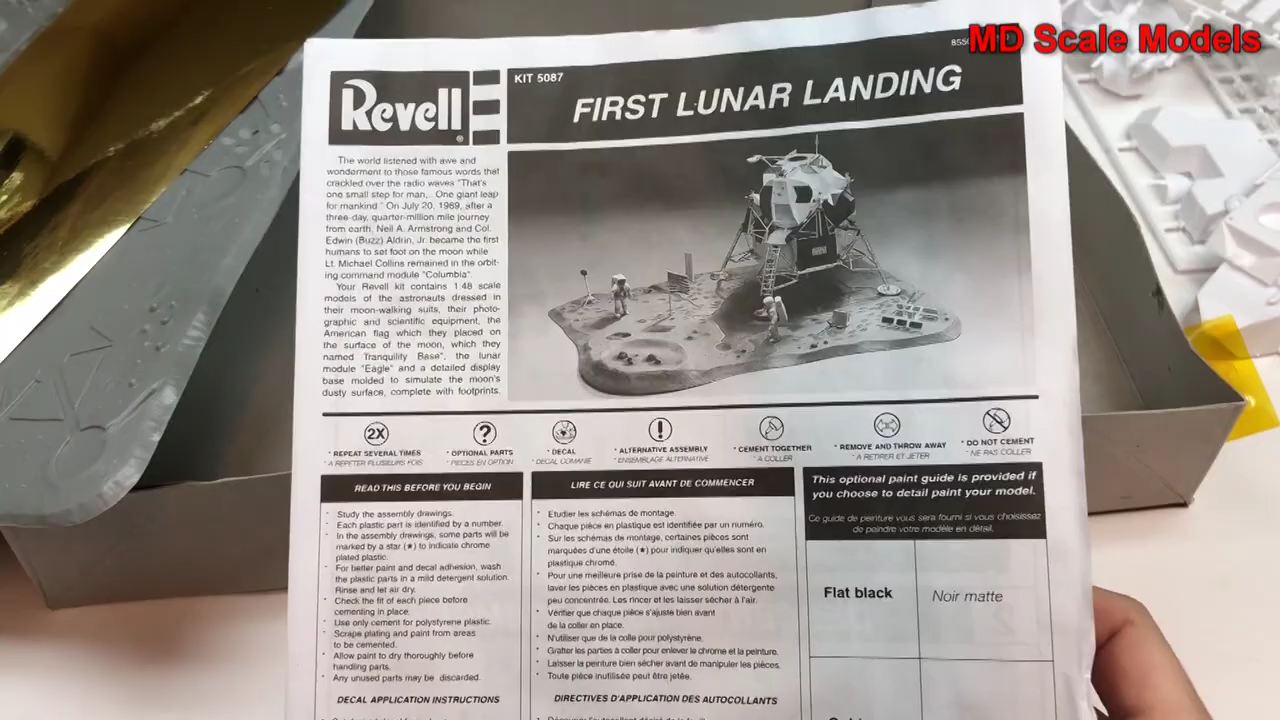 MD Scale Models
Revell
KIT 5087
FIRST LUNAR LANDING
The world listened with awe and
wonderment to those famous words that
crackled over the radio waves "That's
one small step for man,.. One giant leap
for mankind." On July 20, 1969, after a
three-day, quarter-million mile journey
from earth, Neil A. Armstrong and Col.
Edwin (Buzz) Aldrin, Jr. became the first
humans to set foot on the moon while
Lt. Michael Collins remained in the orbit-
ing command module "Columbia".
Your Revell kit contains 1:48 scale
models of the astronauts dressed in
their moon-walking suits, their photo-
graphic and scientific equipment, the
American flag which they placed on
the surface of the moon, which they
named Tranquility Base", the lunar
module "Eagle" and a detailed display
base molded to simulate the moon's
dusty surface, complete with footprints.
2X
* REPEAT SEVERAL TIMES
* A RÉPÉTER PLUSIEURS FOIS
?
* OPTIONAL PARTS
* PIÈCES EN OPTION
* DECAL
* DÉCAL COMANIE
!
* ALTERNATIVE ASSEMBLY
* ENSEMBLAGE ALTERNATIVE
* CEMENT TOGETHER
* A COLLER
* REMOVE AND THROW AWAY
* A RETIRER ET JETER
* DO NOT CEMENT
* NE PAS COLLER
READ THIS BEFORE YOU BEGIN
* Study the assembly drawings.
* Each plastic part is identified by a number.
* In the assembly drawings, some parts will be
marked by a star (★) to indicate chrome
plated plastic.
* For better paint and decal adhesion, wash
the plastic parts in a mild detergent solution.
Rinse and let air dry.
* Check the fit of each piece before
cementing in place.
* Use only cement for polystyrene plastic.
* Scrape plating and paint from areas
to be cemented.
* Allow paint to dry thoroughly before
handling parts.
* Any unused parts may be discarded.
DECAL APPLICATION INSTRUCTIONS
LIRE CE QUI SUIT AVANT DE COMMENCER
* Etudier les schémas de montage.
* Chaque pièce en plastique est identifiée par un numéro.
* Sur les schémas de montage, certaines pièces sont
marquées d'une étoile (★) pour indiquer qu'elles sont en
plastique chromé.
* Pour une meilleure prise de la peinture et des autocollants,
laver les pièces en plastique avec une solution détergente
peu concentrée. Les rincer et les laisser sécher à l'air.
* Vérifier que chaque pièce s'ajuste bien avant
de la coller en place.
* N'utiliser que de la colle pour polystyrène.
* Gratter les parties à coller pour enlever le chrome et la peinture.
* Laisser la peinture bien sécher avant de manipuler les pièces.
* Toute pièce inutilisée peut être jetée.
DIRECTIVES D'APPLICATION DES AUTOCOLLANTS
This optional paint guide is provided if
you choose to detail paint your model.
Ce guide de peinture vous sera fourni si vous choisissez
de peindre votre modèle en détail.
Flat black
Noir matte